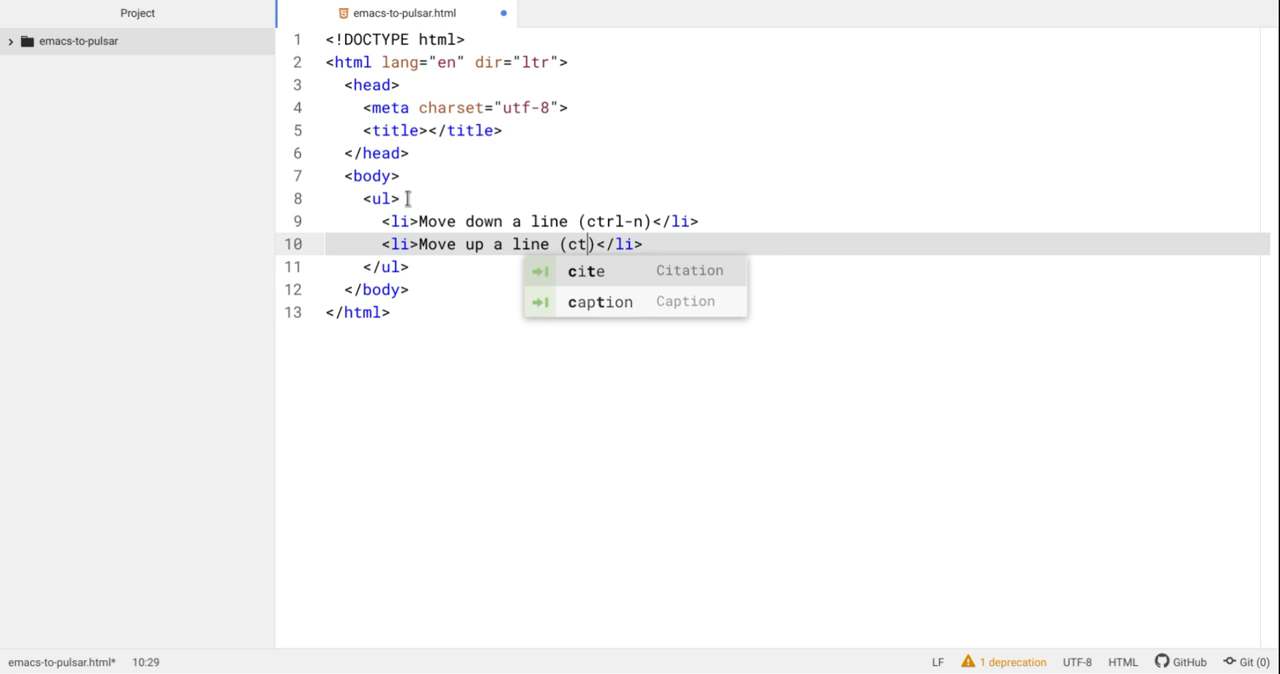 Project
emacs-to-pulsar.html
emacs-to-pulsar
1 <!DOCTYPE html>
2 <html lang="en" dir="ltr">
3 <head>
4 <meta charset="utf-8">
5 <title></title>
6 </head>
7 <body>
8 <ul>
9 <li>Move down a line (ctrl-n)</li>
10 <li>Move up a line (ct)</li>
11 </ul>
12 </body>
13 </html>
cite Citation
caption Caption
emacs-to-pulsar.html* 10:29 LF 1 deprecation UTF-8 HTML GitHub Git (0)